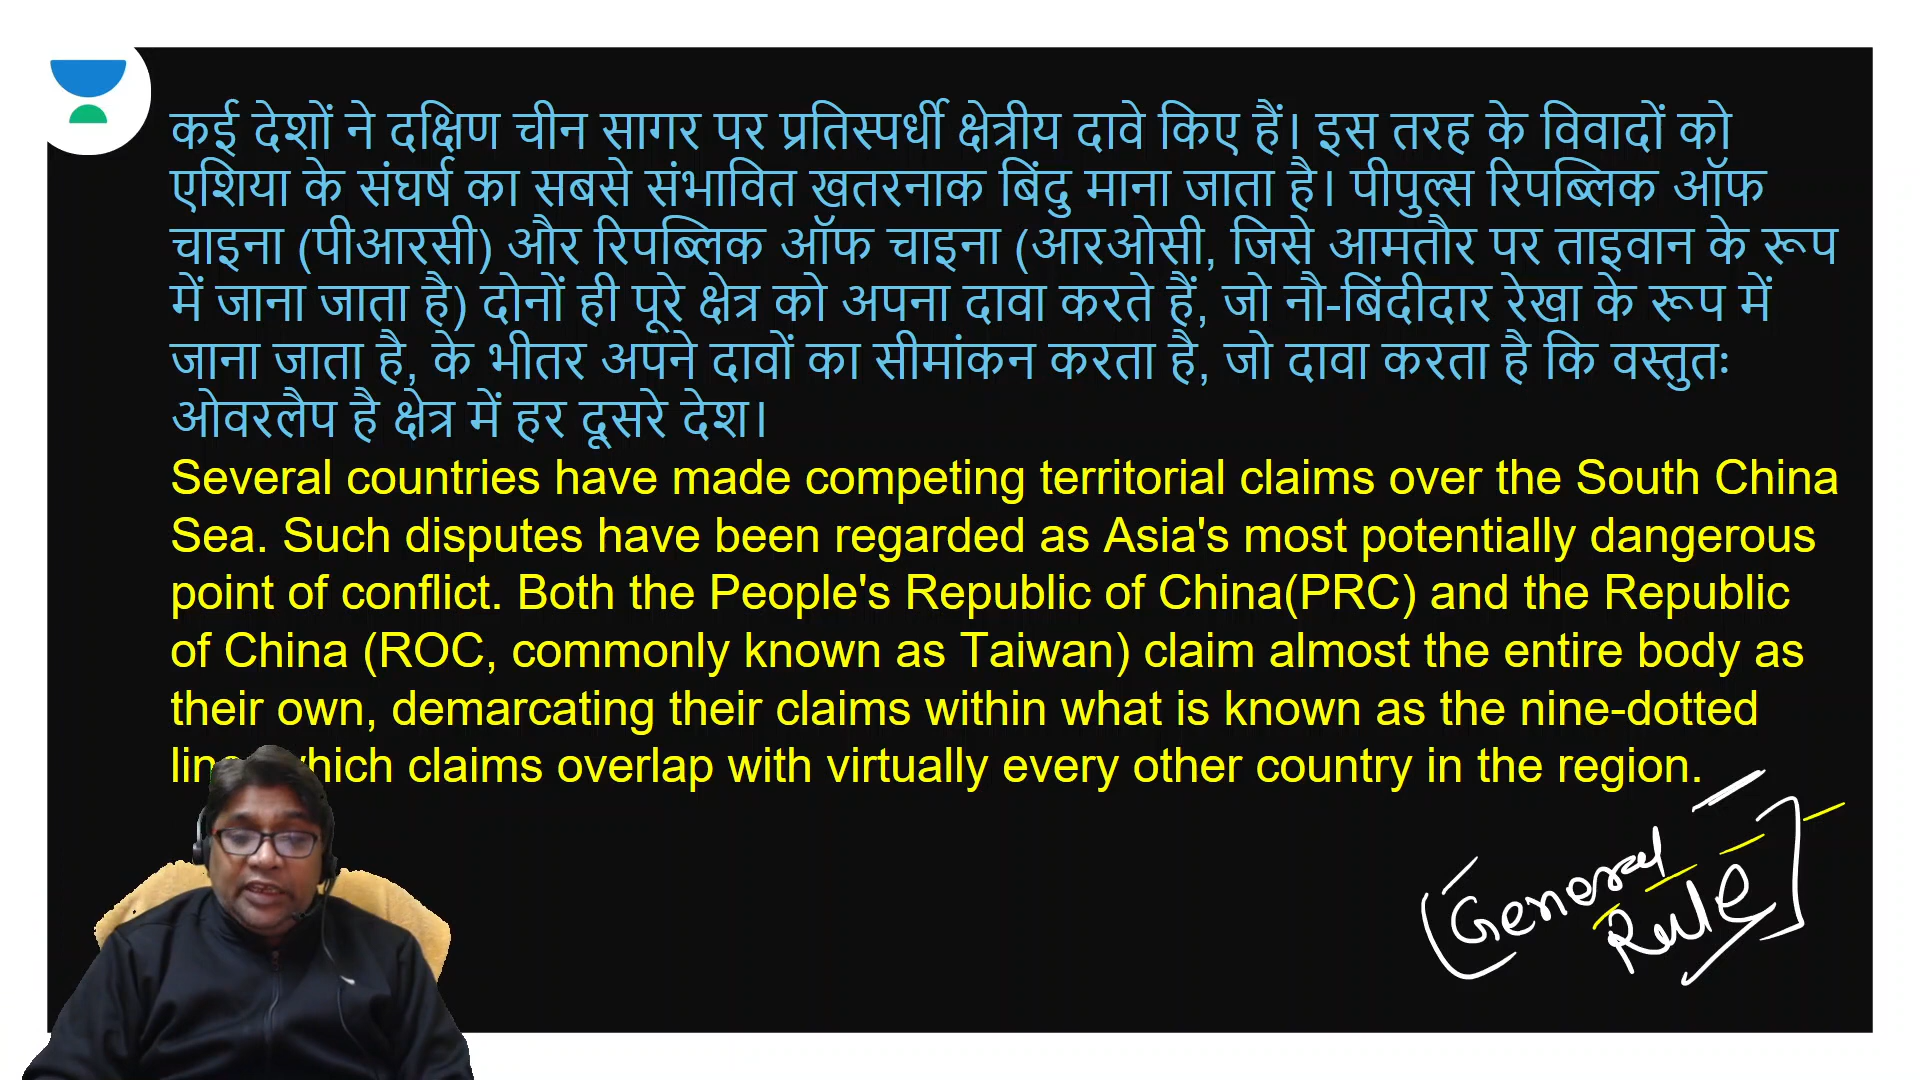 कई देशों ने दक्षिण चीन सागर पर प्रतिस्पर्धी क्षेत्रीय दावे किए हैं। इस तरह के विवादों को
एशिया के संघर्ष का सबसे संभावित खतरनाक बिंदु माना जाता है। पीपुल्स रिपब्लिक ऑफ
चाइना (पीआरसी) और रिपब्लिक ऑफ चाइना (आरओसी, जिसे आमतौर पर ताइवान के रूप
में जाना जाता है) दोनों ही पूरे क्षेत्र को अपना दावा करते हैं, जो नौ-बिंदीदार रेखा के रूप में
जाना जाता है, के भीतर अपने दावों का सीमांकन करता है, जो दावा करता है कि वस्तुतः
ओवरलैप है क्षेत्र में हर दूसरे देश।
Several countries have made competing territorial claims over the South China
Sea. Such disputes have been regarded as Asia's most potentially dangerous
point of conflict. Both the People's Republic of China(PRC) and the Republic
of China (ROC, commonly known as Taiwan) claim almost the entire body as
their own, demarcating their claims within what is known as the nine-dotted
claims overlap with virtually every other country in the region.
General
Rule